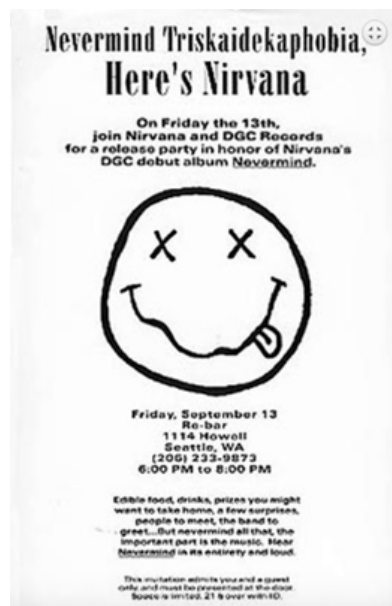 Nevermind Triskaidekaphobia,
Here's Nirvana
On Friday the 13th,
join Nirvana and DGC Records
for a release party in honor of Nirvana's
DGC debut album Nevermind.
Friday, September 13
Re-bar
1114 Howell
Seattle, WA
(206) 233-9873
6:00 PM to 8:00 PM
Edible food, drinks, prizes you might
want to take home, a few surprises,
people to meet, the band to
greet...But nevermind all that, the
important part is the music. Hear
Nevermind in its entirety and loud.
This invitation admits you and a guest
only and must be presented at the door.
Space is limited. 21 & over with ID.